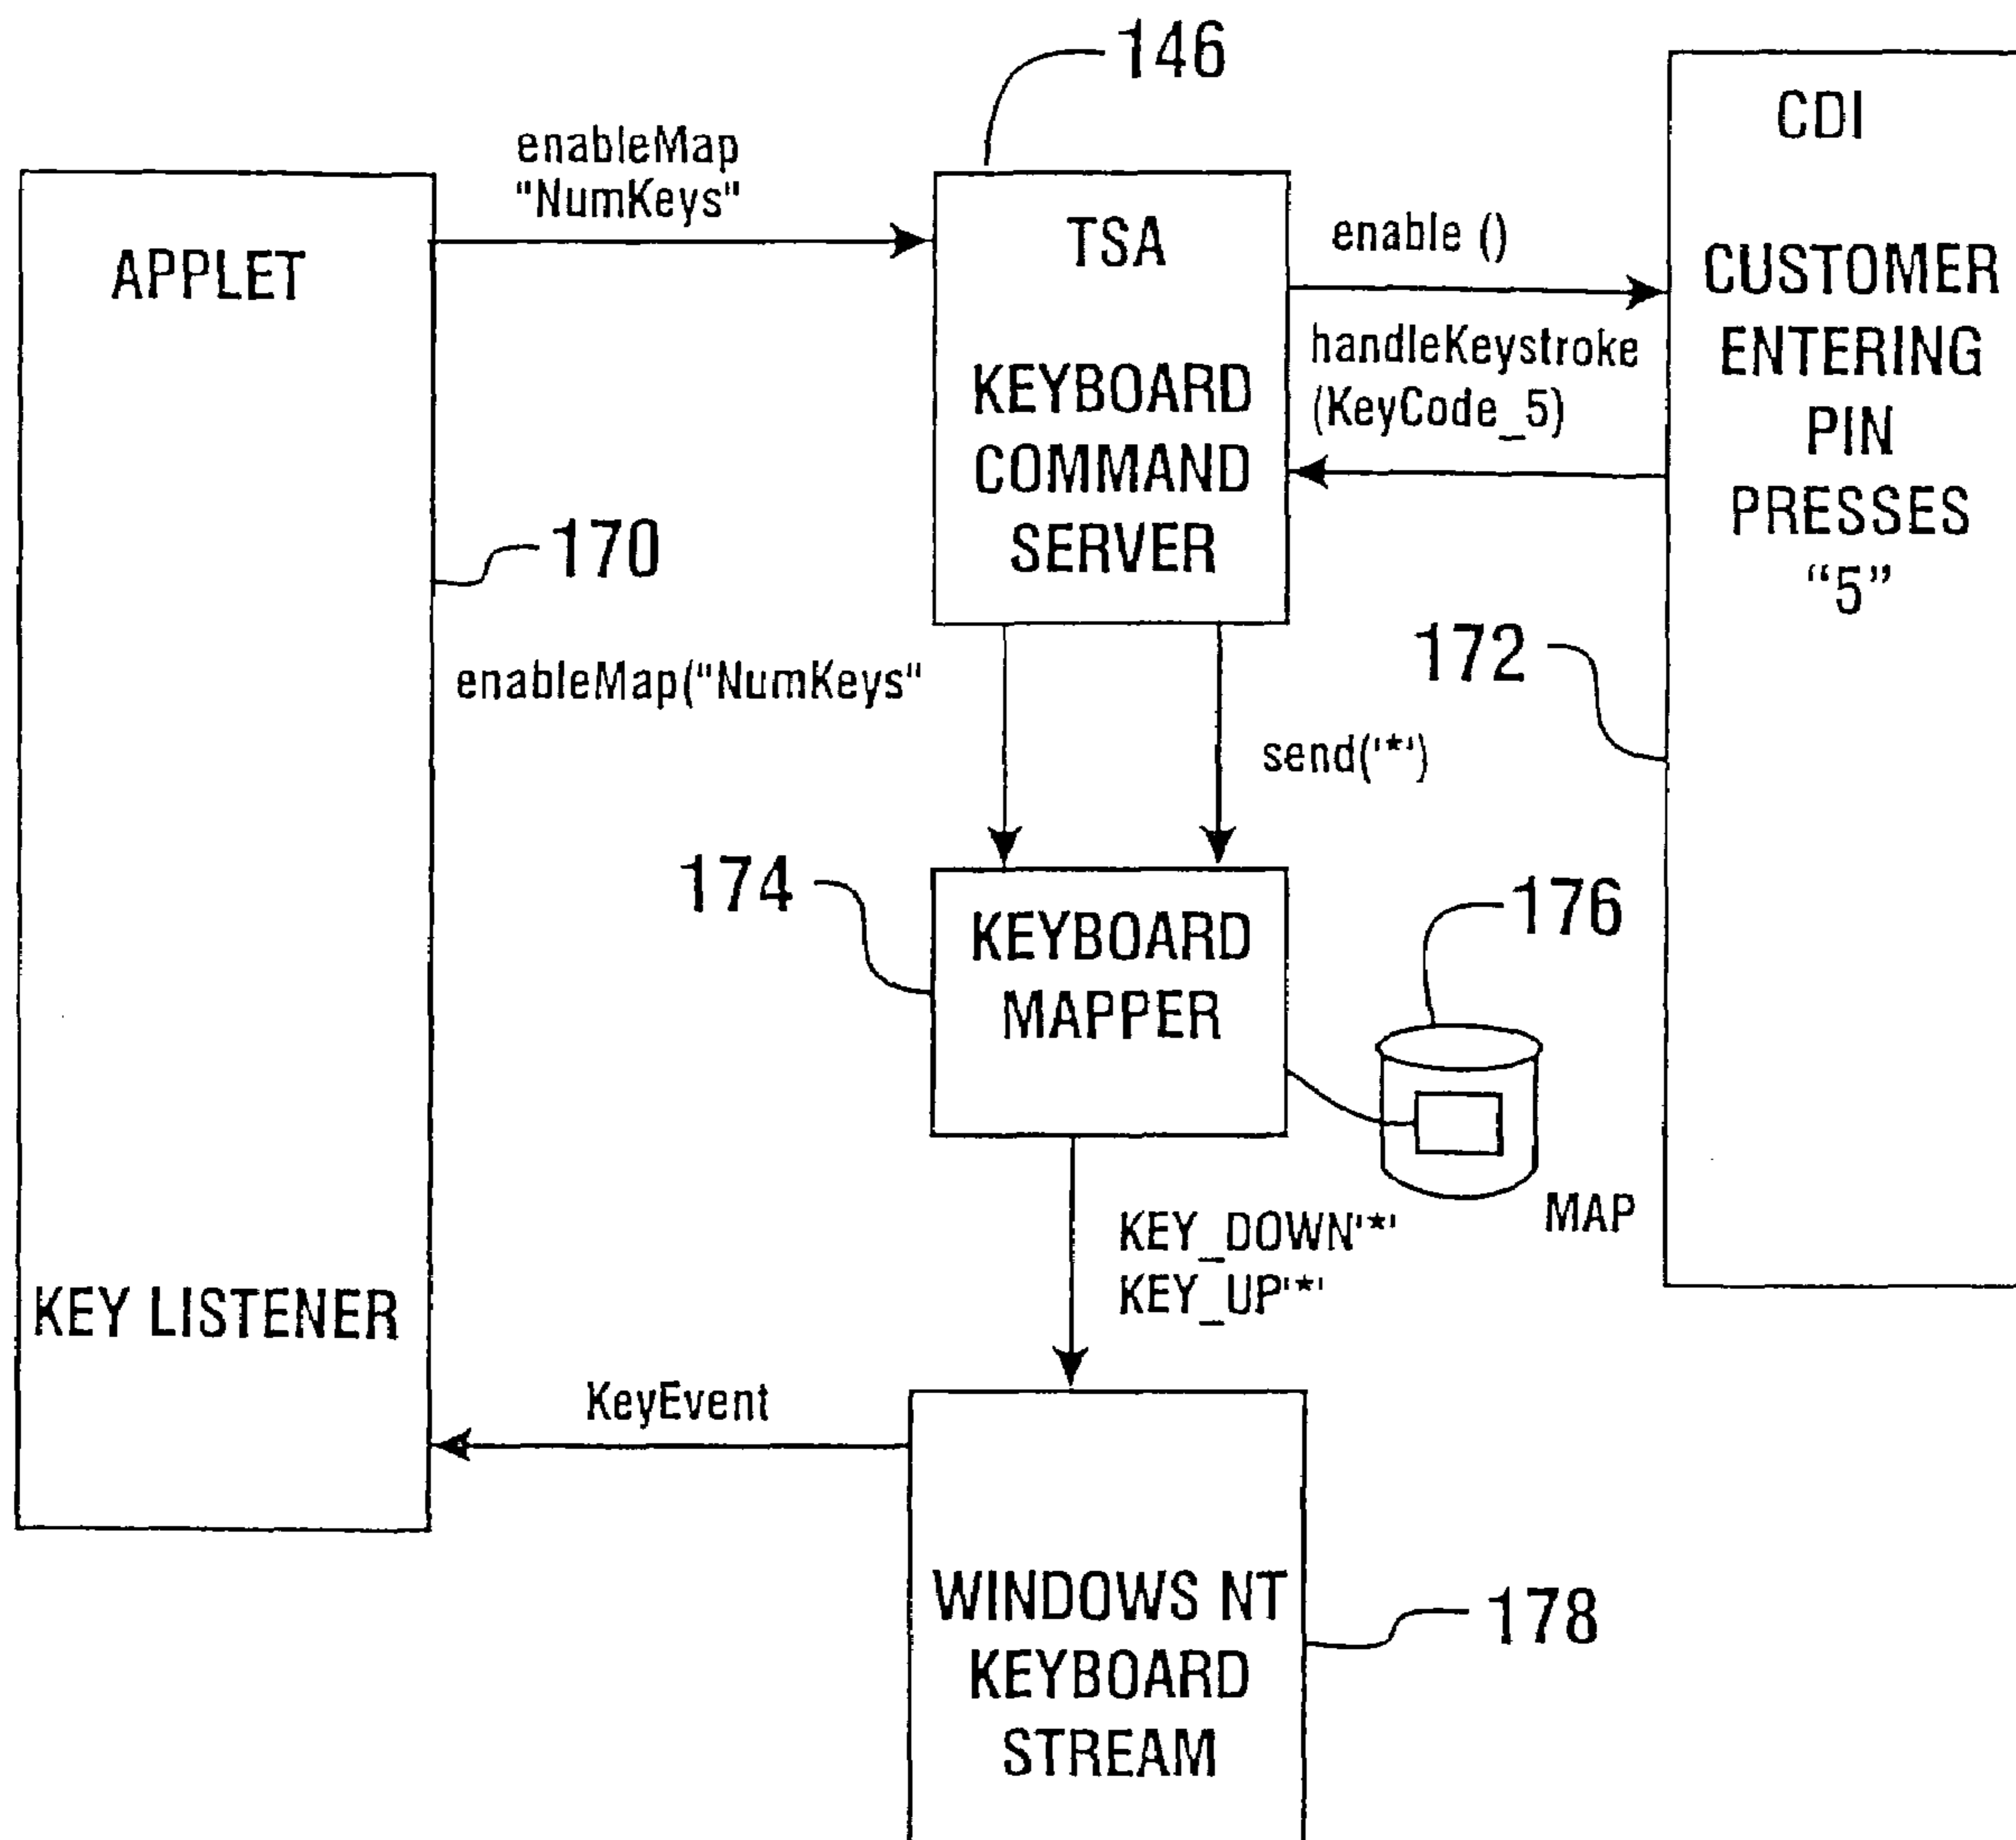 146
enableMap
"NumKeys"
APPLET
TSA
KEYBOARD
COMMAND
SERVER
enable ()
handleKeystroke
(KeyCode_5)
CDI
CUSTOMER
ENTERING
PIN
PRESSES
“5”
170
172
enableMap("NumKeys"
send('*')
174
KEYBOARD
MAPPER
176
MAP
KEY_DOWN'*'
KEY_UP'*'
KEY LISTENER
KeyEvent
WINDOWS NT
KEYBOARD
STREAM
178